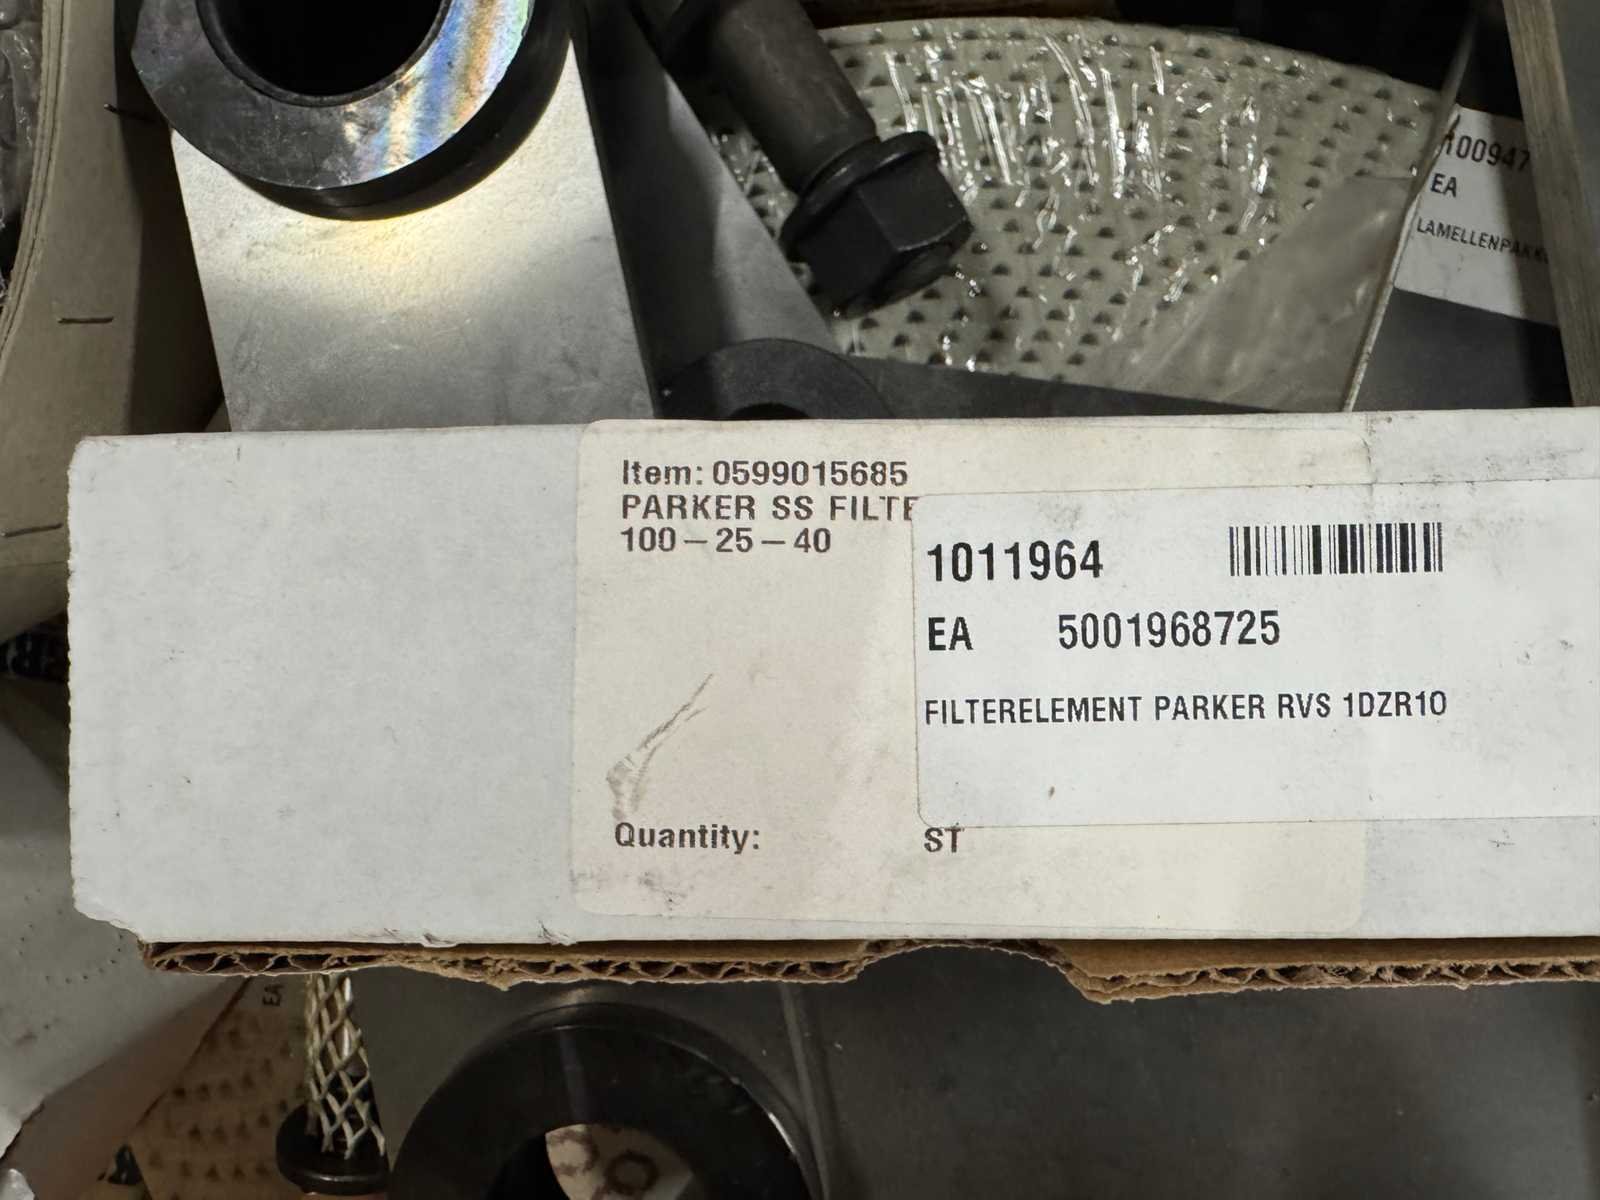 100947
EA
LAMELLENPAKK
Item: 0599015685
PARKER SS FILTE
100-25-40
Quantity:
ST
1011964
EA 5001968725
FILTERELEMENT PARKER RVS 1DZR10
EA